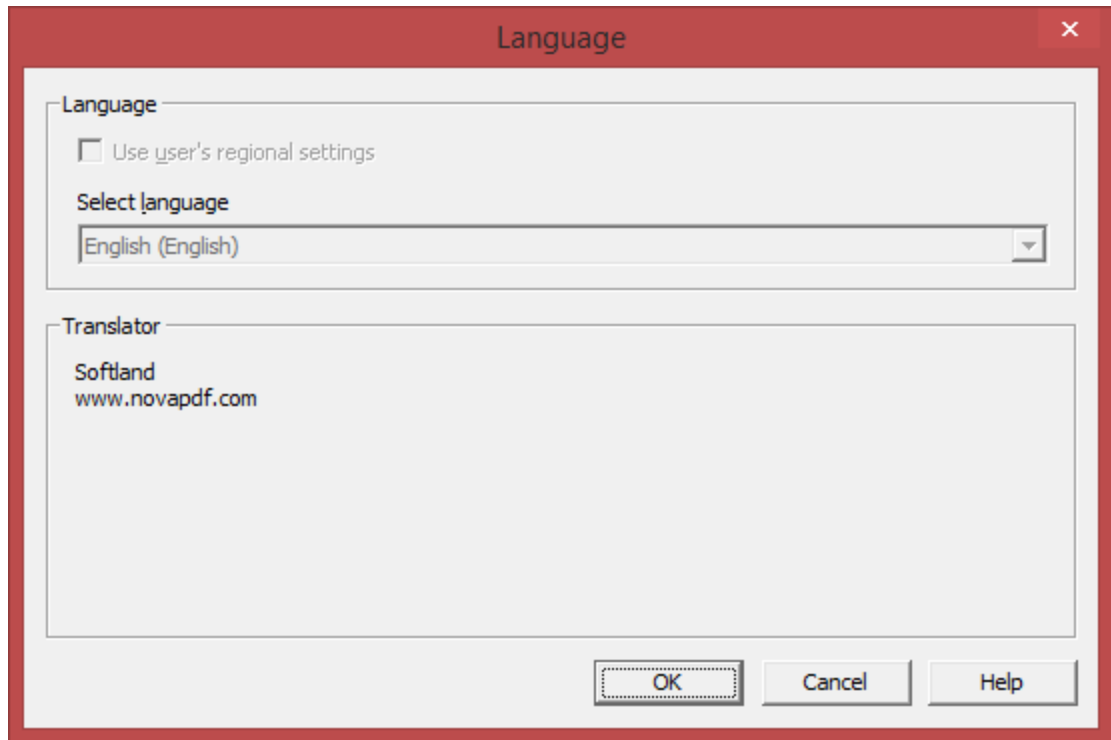 Language
Language
Use user's regional settings
Select language
English (English)
Translator
Softland
www.novapdf.com
OK Cancel Help